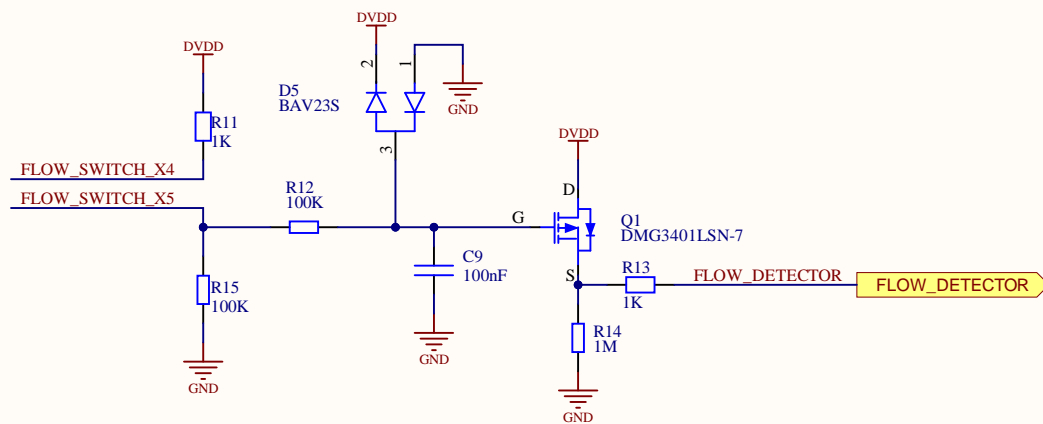 DVDD
DVDD
2
1
D5
BAV23S
GND
R11
1K
3
DVDD
FLOW_SWITCH_X4
FLOW_SWITCH_X5
R12
100K
D
G
Q1
DMG3401LSN-7
C9
100nF
S
R13
FLOW_DETECTOR
FLOW_DETECTOR
1K
R15
100K
R14
1M
GND
GND
GND